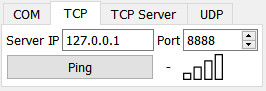 COM TCP TCP Server UDP
Server IP 127.0.0.1 Port 8888
Ping -